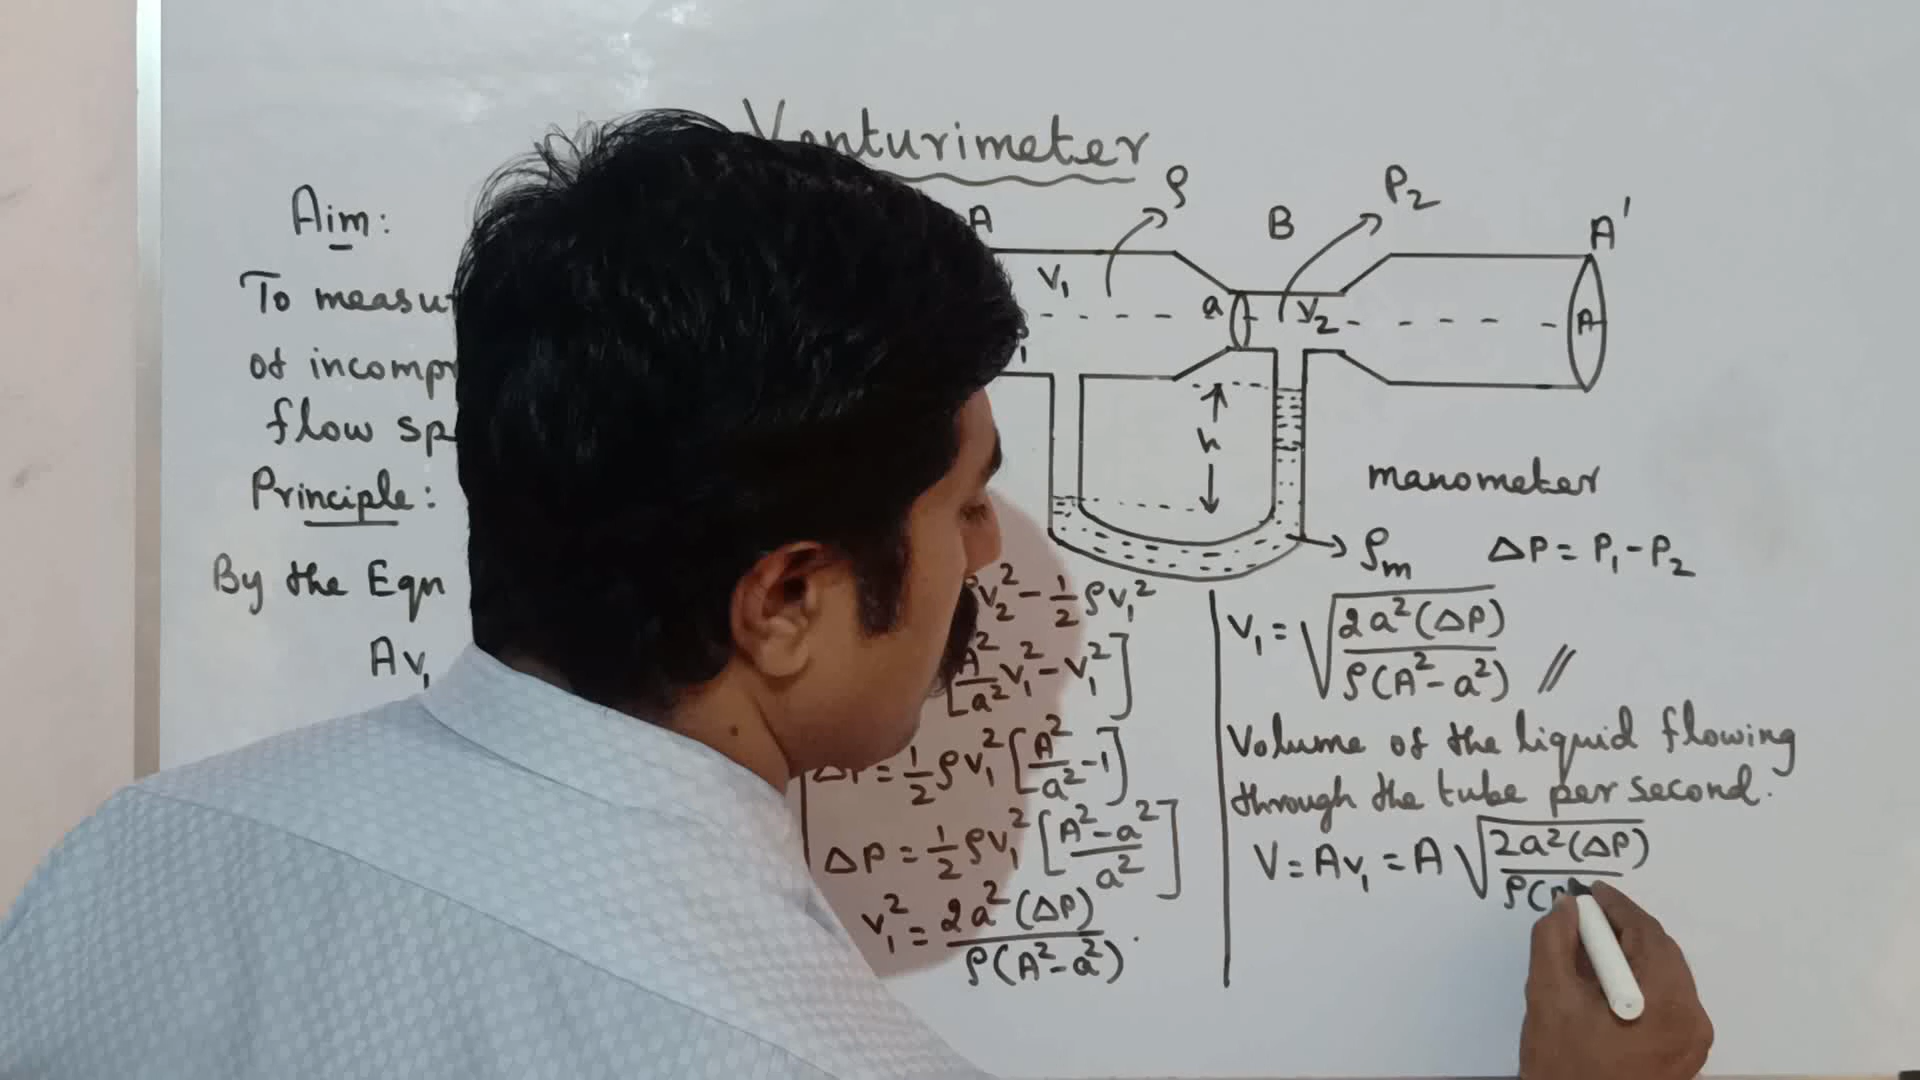 Venturimeter
Aim:
To measu
of incompr
flow sp
Principle:
By the Eqn
Av₁
A
ρ
B
P₂
A'
V₁
a
V₂
A
h
manometer
ρm
ΔP = P₁ - P₂
v₂² - 1/2 ρv₁²
[A²/a² v₁² - v₁²]
ΔP = 1/2 ρv₁² [A²/a² - 1]
ΔP = 1/2 ρv₁² [(A² - a²)/a²]
v₁² = 2a²(ΔP)/ρ(A² - a²).
V₁ = √(2a²(ΔP)/ρ(A² - a²)) //
Volume of the liquid flowing
through the tube per second.
V = Av₁ = A √(2a²(ΔP)/ρ(